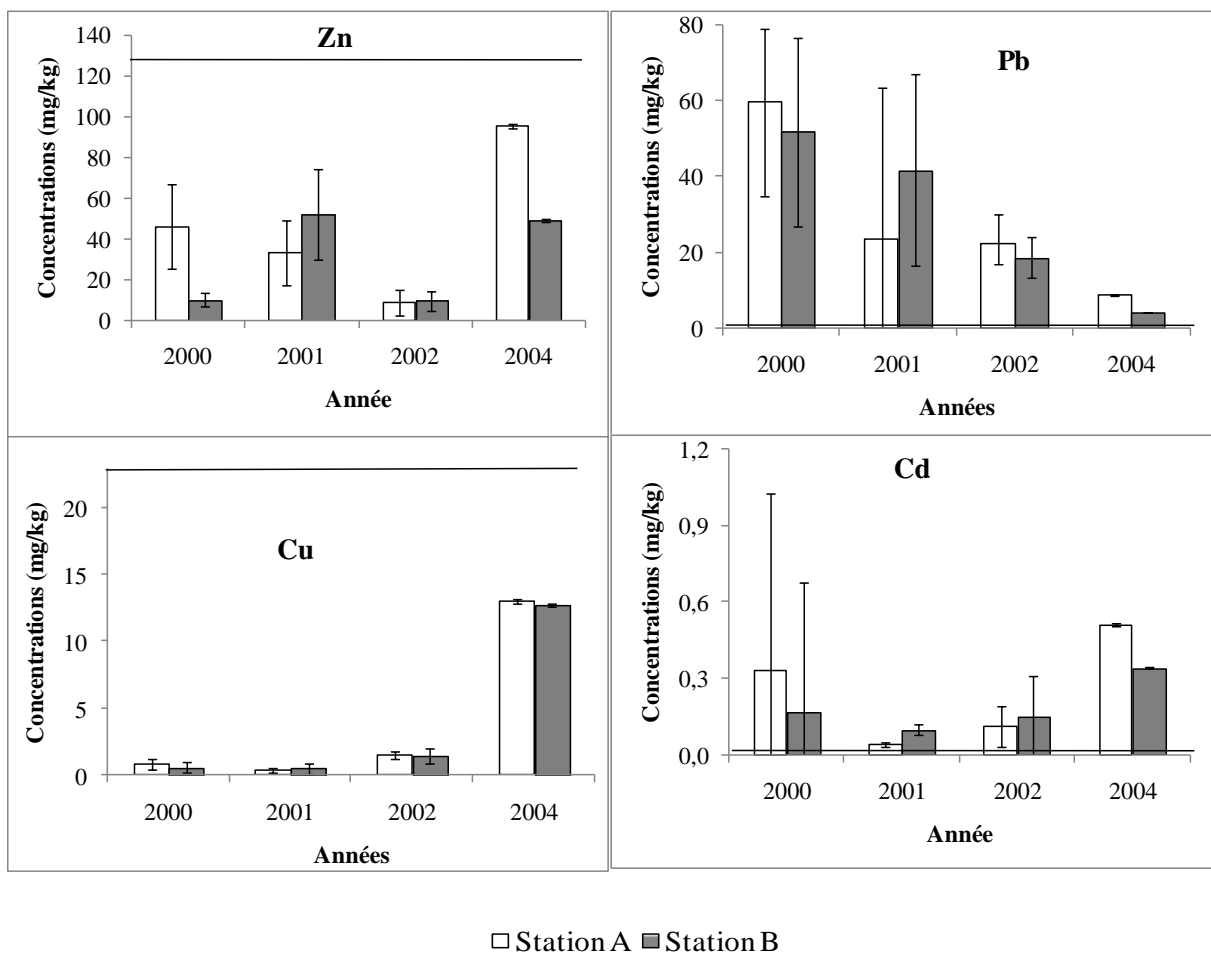 Zn
Concentrations (mg/kg)
140
120
100
80
60
40
20
0
2000 2001 2002 2004
Année
Pb
Concentrations (mg/kg)
80
60
40
20
0
2000 2001 2002 2004
Années
Cu
Concentrations (mg/kg)
20
15
10
5
0
2000 2001 2002 2004
Années
Cd
Concentrations (mg/kg)
1,2
0,9
0,6
0,3
0,0
2000 2001 2002 2004
Année
Station A Station B